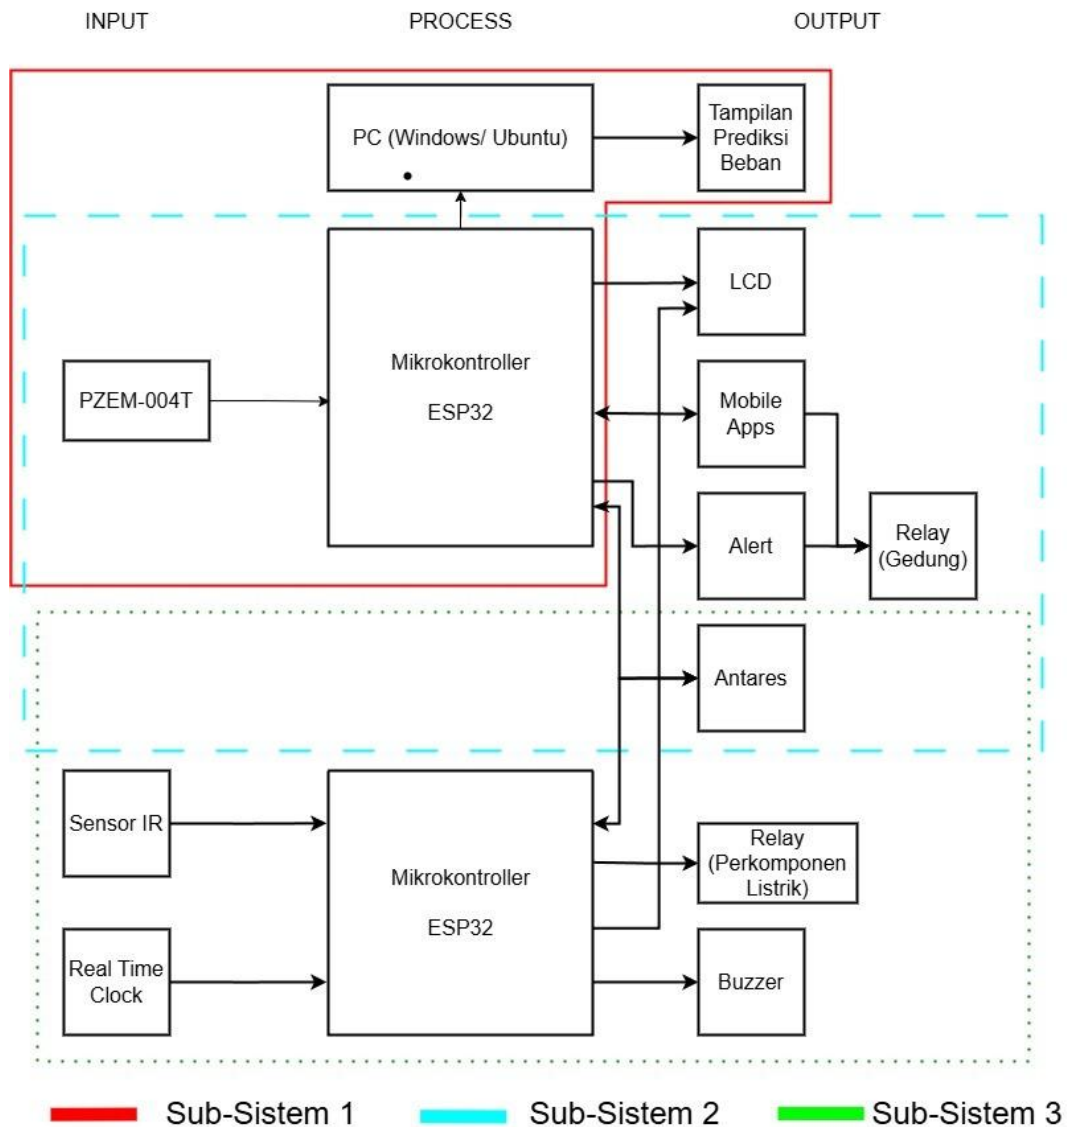 INPUT
PROCESS
OUTPUT
PC (Windows/ Ubuntu)
Tampilan
Prediksi
Beban
LCD
Mikrokontroller
ESP32
PZEM-004T
Mobile
Apps
Alert
Relay
(Gedung)
Antares
Sensor IR
Mikrokontroller
ESP32
Relay
(Perkomponen
Listrik)
Real Time
Clock
Buzzer
Sub-Sistem 1
Sub-Sistem 2
Sub-Sistem 3